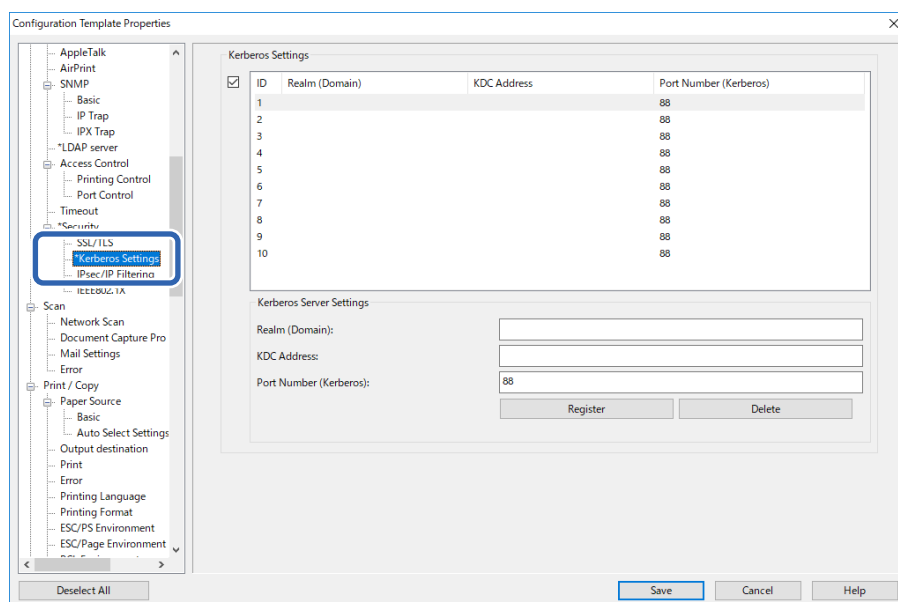 Configuration Template Properties
AppleTalk
AirPrint
SNMP
Basic
IP Trap
IPX Trap
*LDAP server
Access Control
Printing Control
Port Control
Timeout
*Security
SSL/TLS
*Kerberos Settings
IPsec/IP Filtering
IEEE802.1X
Scan
Network Scan
Document Capture Pro
Mail Settings
Error
Print / Copy
Paper Source
Basic
Auto Select Settings
Output destination
Print
Error
Printing Language
Printing Format
ESC/PS Environment
ESC/Page Environment
Kerberos Settings
ID Realm (Domain) KDC Address Port Number (Kerberos)
1 88
2 88
3 88
4 88
5 88
6 88
7 88
8 88
9 88
10 88
Kerberos Server Settings
Realm (Domain):
KDC Address:
Port Number (Kerberos): 88
Register Delete
Deselect All Save Cancel Help